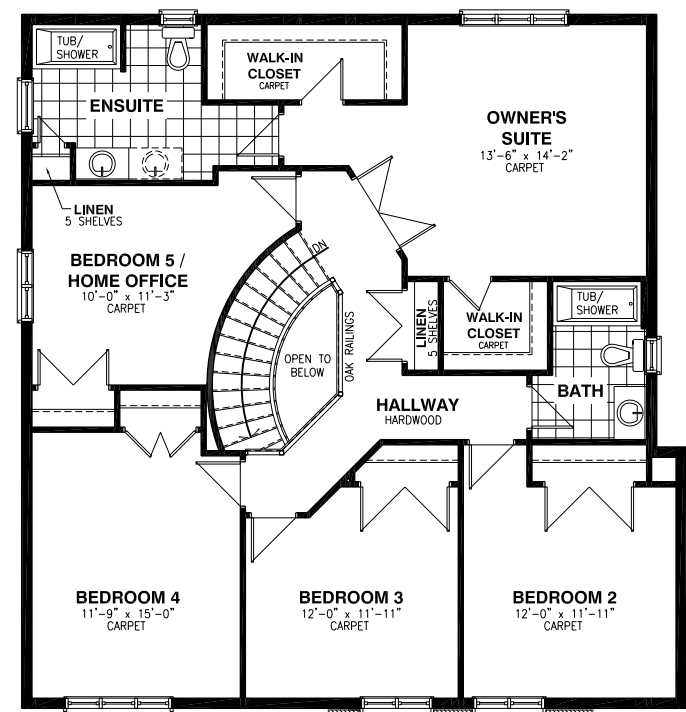 TUB/
SHOWER
WALK-IN
CLOSET
CARPET
ENSUITE
OWNER'S
SUITE
13'-6" x 14'-2"
CARPET
LINEN
5 SHELVES
BEDROOM 5 /
HOME OFFICE
10'-0" x 11'-3"
CARPET
DN
OPEN TO
BELOW
OAK RAILINGS
LINEN
5 SHELVES
WALK-IN
CLOSET
CARPET
TUB/
SHOWER
BATH
HALLWAY
HARDWOOD
BEDROOM 4
11'-9" x 15'-0"
CARPET
BEDROOM 3
12'-0" x 11'-11"
CARPET
BEDROOM 2
12'-0" x 11'-11"
CARPET